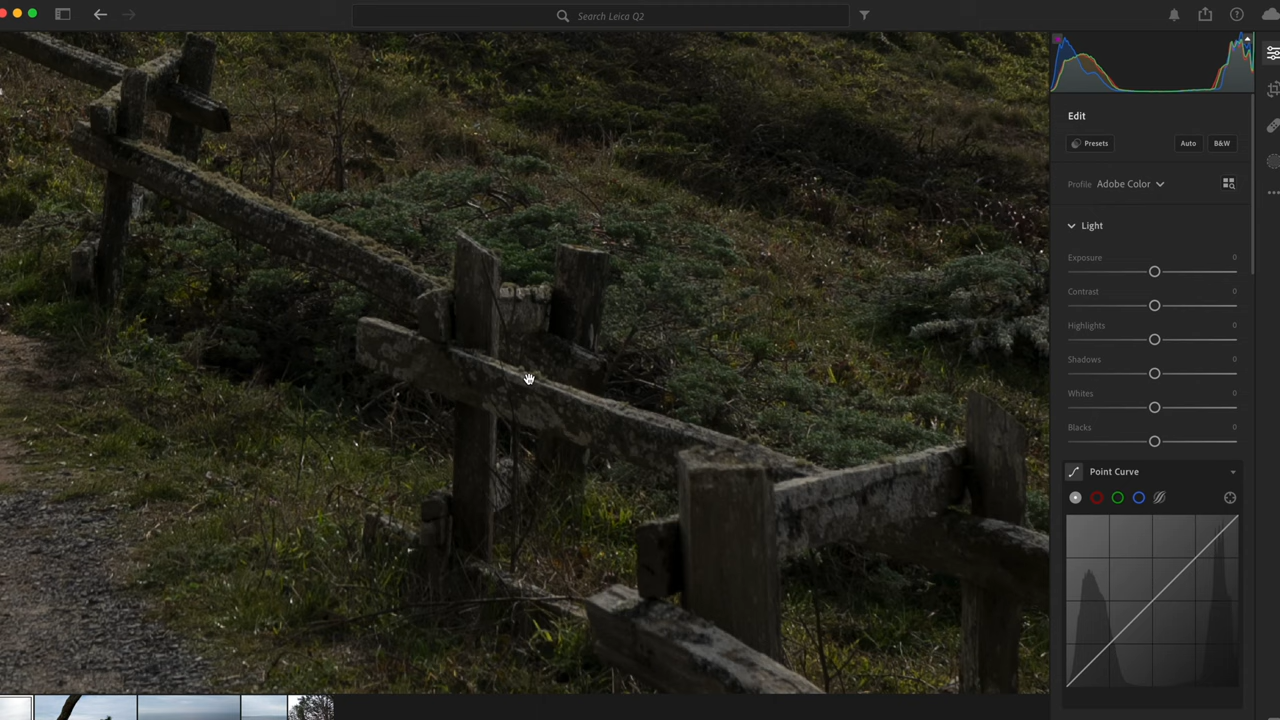 Search Leica Q2
Edit
Presets
Auto
B&W
Profile Adobe Color
Light
Exposure 0
Contrast 0
Highlights 0
Shadows 0
Whites 0
Blacks 0
Point Curve